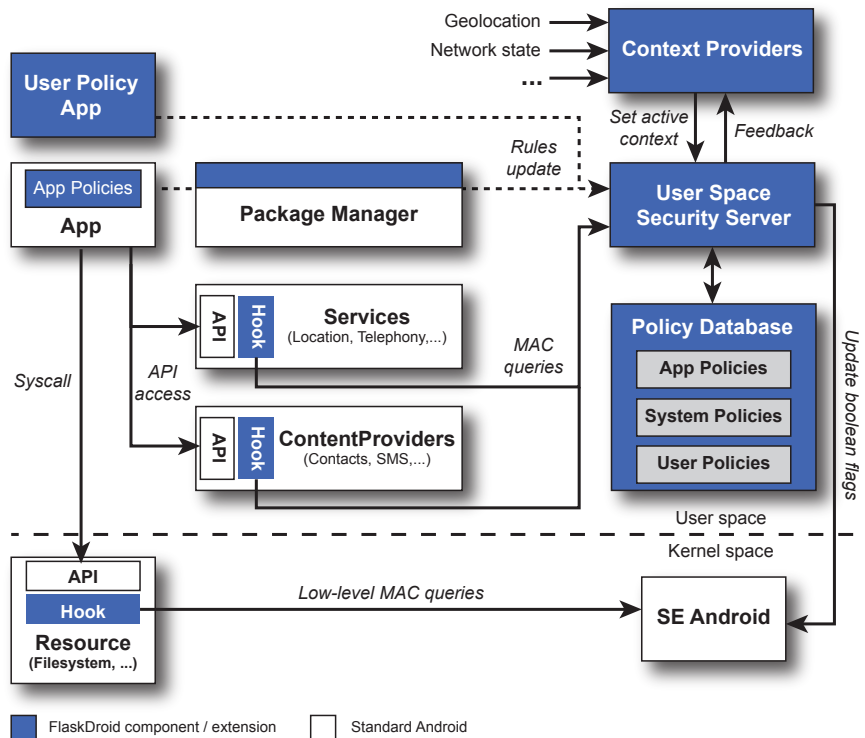 Geolocation
Network state
...
Context Providers
User Policy
App
Set active
context
Feedback
Rules
update
App Policies
App
Package Manager
User Space
Security Server
API
Hook
Services
(Location, Telephony,...)
Policy Database
App Policies
System Policies
User Policies
Syscall
API
access
MAC
queries
Update boolean flags
API
Hook
ContentProviders
(Contacts, SMS,...)
User space
Kernel space
API
Hook
Resource
(Filesystem, ...)
Low-level MAC queries
SE Android
FlaskDroid component / extension
Standard Android